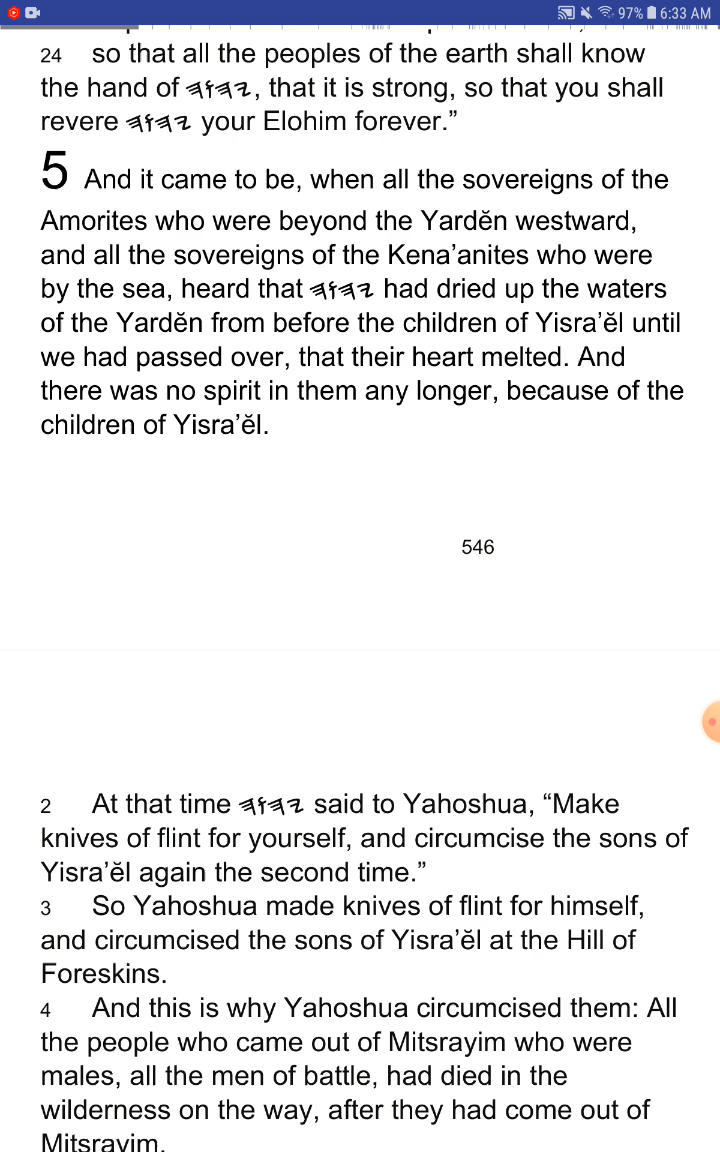 97% 6:33 AM
24 so that all the peoples of the earth shall know
the hand of 𐤉𐤄𐤅𐤄, that it is strong, so that you shall
revere 𐤉𐤄𐤅𐤄 your Elohim forever.”
5 And it came to be, when all the sovereigns of the
Amorites who were beyond the Yardĕn westward,
and all the sovereigns of the Kena’anites who were
by the sea, heard that 𐤉𐤄𐤅𐤄 had dried up the waters
of the Yardĕn from before the children of Yisra’ĕl until
we had passed over, that their heart melted. And
there was no spirit in them any longer, because of the
children of Yisra’ĕl.
546
2 At that time 𐤉𐤄𐤅𐤄 said to Yahoshua, “Make
knives of flint for yourself, and circumcise the sons of
Yisra’ĕl again the second time.”
3 So Yahoshua made knives of flint for himself,
and circumcised the sons of Yisra’ĕl at the Hill of
Foreskins.
4 And this is why Yahoshua circumcised them: All
the people who came out of Mitsrayim who were
males, all the men of battle, had died in the
wilderness on the way, after they had come out of
Mitsrayim.